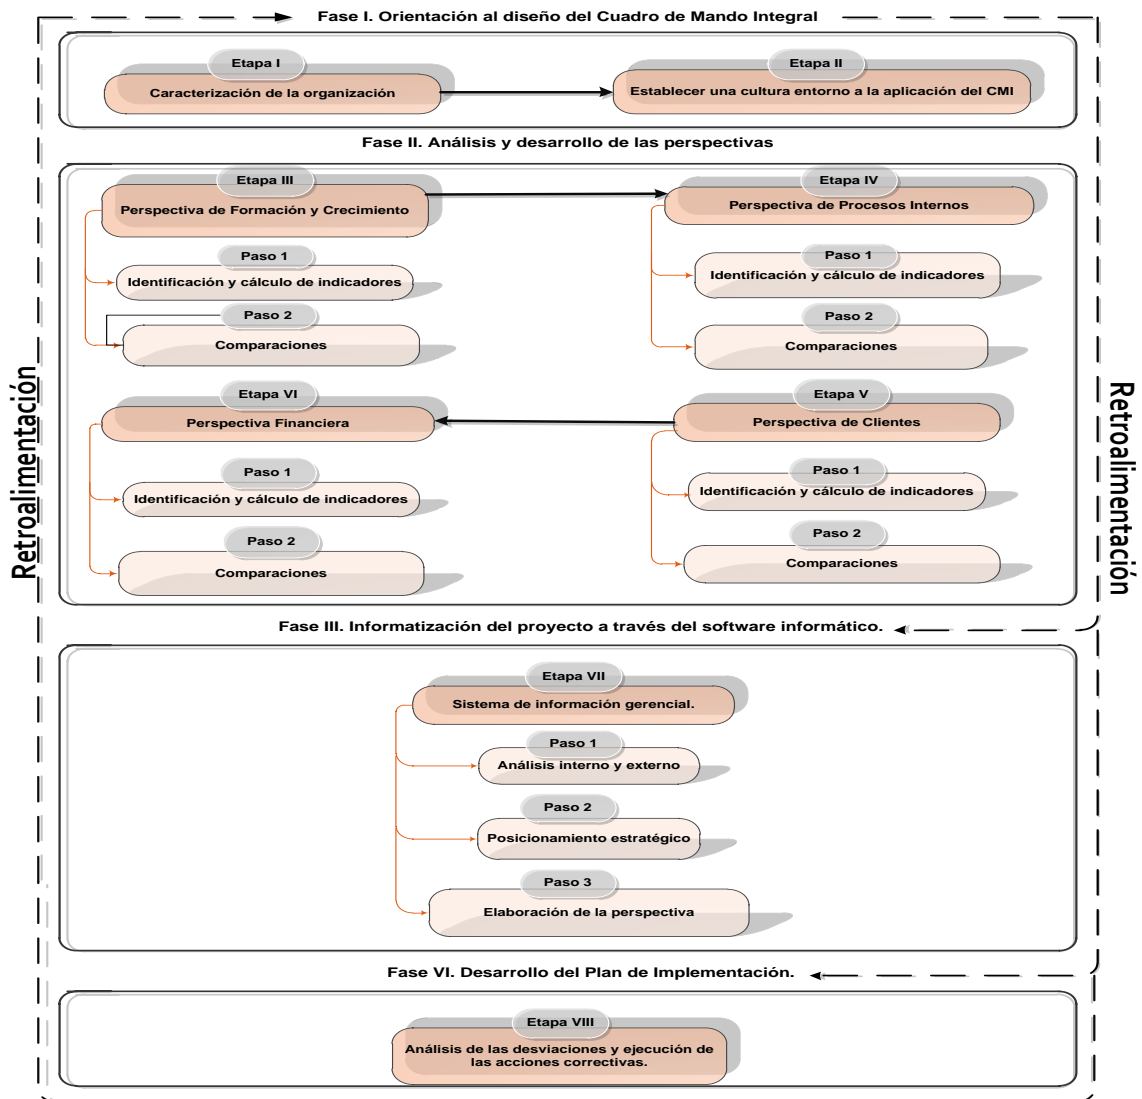 Fase I. Orientación al diseño del Cuadro de Mando Integral
Etapa I
Caracterización de la organización
Etapa II
Establecer una cultura entorno a la aplicación del CMI
Fase II. Análisis y desarrollo de las perspectivas
Etapa III
Perspectiva de Formación y Crecimiento
Paso 1
Identificación y cálculo de indicadores
Paso 2
Comparaciones
Etapa IV
Perspectiva de Procesos Internos
Paso 1
Identificación y cálculo de indicadores
Paso 2
Comparaciones
Etapa VI
Perspectiva Financiera
Paso 1
Identificación y cálculo de indicadores
Paso 2
Comparaciones
Etapa V
Perspectiva de Clientes
Paso 1
Identificación y cálculo de indicadores
Paso 2
Comparaciones
Retroalimentación
Retroalimentación
Fase III. Informatización del proyecto a través del software informático.
Etapa VII
Sistema de información gerencial.
Paso 1
Análisis interno y externo
Paso 2
Posicionamiento estratégico
Paso 3
Elaboración de la perspectiva
Fase VI. Desarrollo del Plan de Implementación.
Etapa VIII
Análisis de las desviaciones y ejecución de
las acciones correctivas.